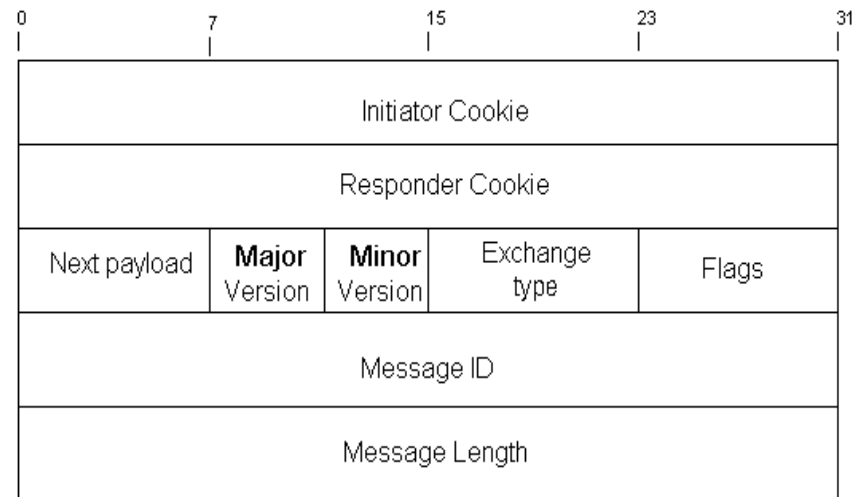 0 7 15 23 31
Initiator Cookie
Responder Cookie
Next payload
Major
Version
Minor
Version
Exchange
type
Flags
Message ID
Message Length